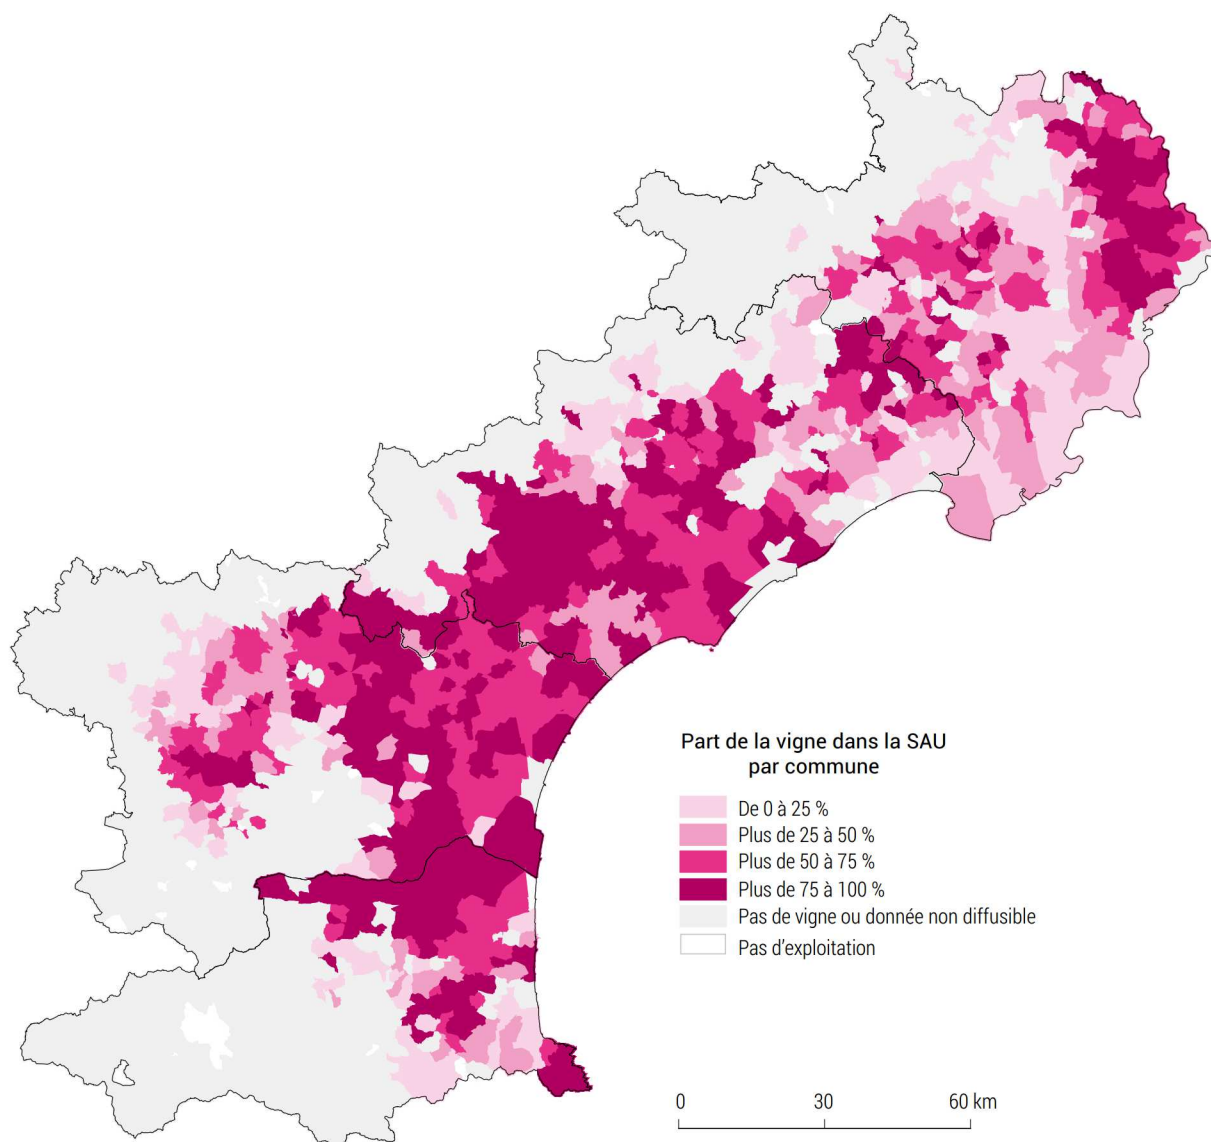 Part de la vigne dans la SAU
par commune
De 0 à 25 %
Plus de 25 à 50 %
Plus de 50 à 75 %
Plus de 75 à 100 %
Pas de vigne ou donnée non diffusible
Pas d'exploitation
0 30 60 km